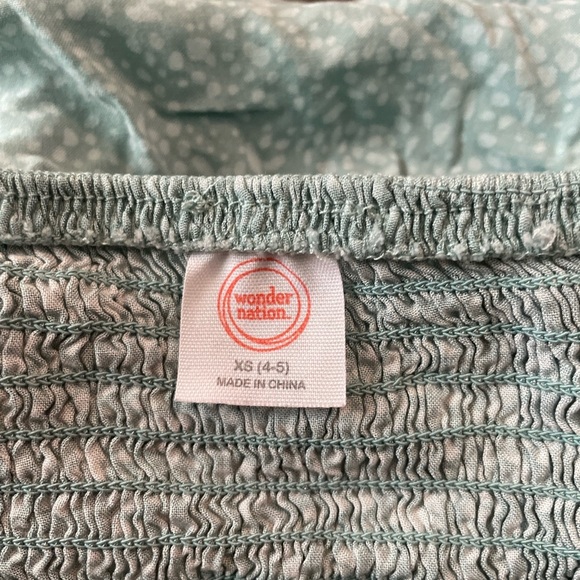 wonder
nation.
XS (4-5)
MADE IN CHINA